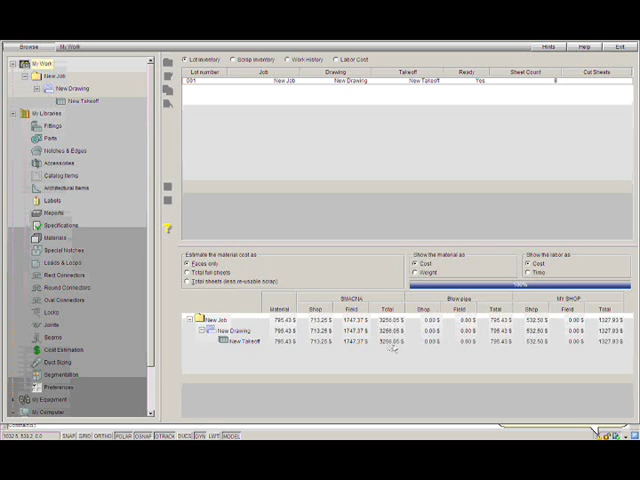 Browse My Work Hints Help Exit
My Work
New Job
New Drawing
New Takeoff
My Libraries
Fittings
Parts
Notches & Edges
Accessories
Catalog Items
Architectural Items
Labels
Reports
Specifications
Materials
Special Notches
Leads & Loops
Rect Connectors
Round Connectors
Oval Connectors
Locks
Joints
Seams
Cost Estimation
Duct Sizing
Segmentation
Preferences
My Equipment
My Computer
Lot Inventory Scrap Inventory Work History Labor Cost
Lot number Job Drawing Takeoff Ready Sheet Count Cut Sheets
001 New Job New Drawing New Takeoff Yes 8
Estimate the material cost as
Faces only
Total full sheets
Total sheets (less re-usable scrap)
Show the material as
Cost
Weight
Show the labor as
Cost
Time
100%
SMACNA Blow pipe MY SHOP
Material Shop Field Total Shop Field Total Shop Field Total
New Job 795.43 $ 713.25 $ 1747.37 $ 3256.05 $ 0.00 $ 0.00 $ 795.43 $ 532.50 $ 0.00 $ 1327.93 $
New Drawing 795.43 $ 713.25 $ 1747.37 $ 3256.05 $ 0.00 $ 0.00 $ 795.43 $ 532.50 $ 0.00 $ 1327.93 $
New Takeoff 795.43 $ 713.25 $ 1747.37 $ 3256.05 $ 0.00 $ 0.00 $ 795.43 $ 532.50 $ 0.00 $ 1327.93 $
Command:
SNAP GRID ORTHO POLAR OSNAP OTRACK DUCS DYN LWT MODEL